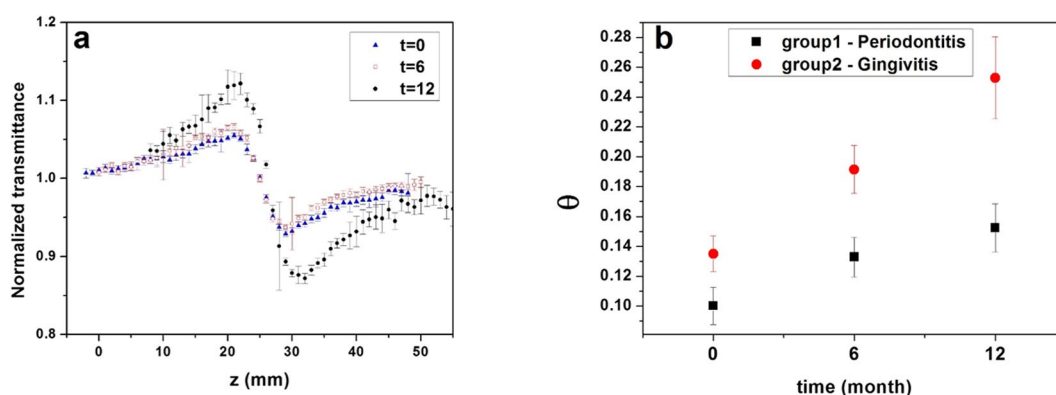 a
t=0
t=6
t=12
1.2
1.1
1.0
0.9
0.8
Normalized transmittance
0 10 20 30 40 50
z (mm)
b
group1 - Periodontitis
group2 - Gingivitis
0.28
0.26
0.24
0.22
0.20
0.18
0.16
0.14
0.12
0.10
θ
0 6 12
time (month)